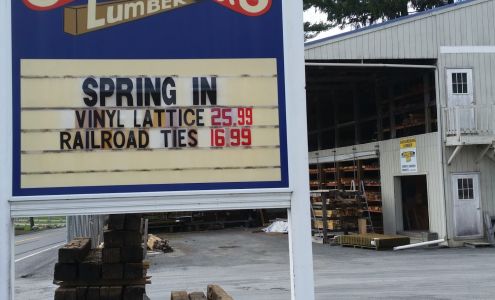 LUMBER
SPRING IN
VINYL LATTICE 25.99
RAILROAD TIES 16.99